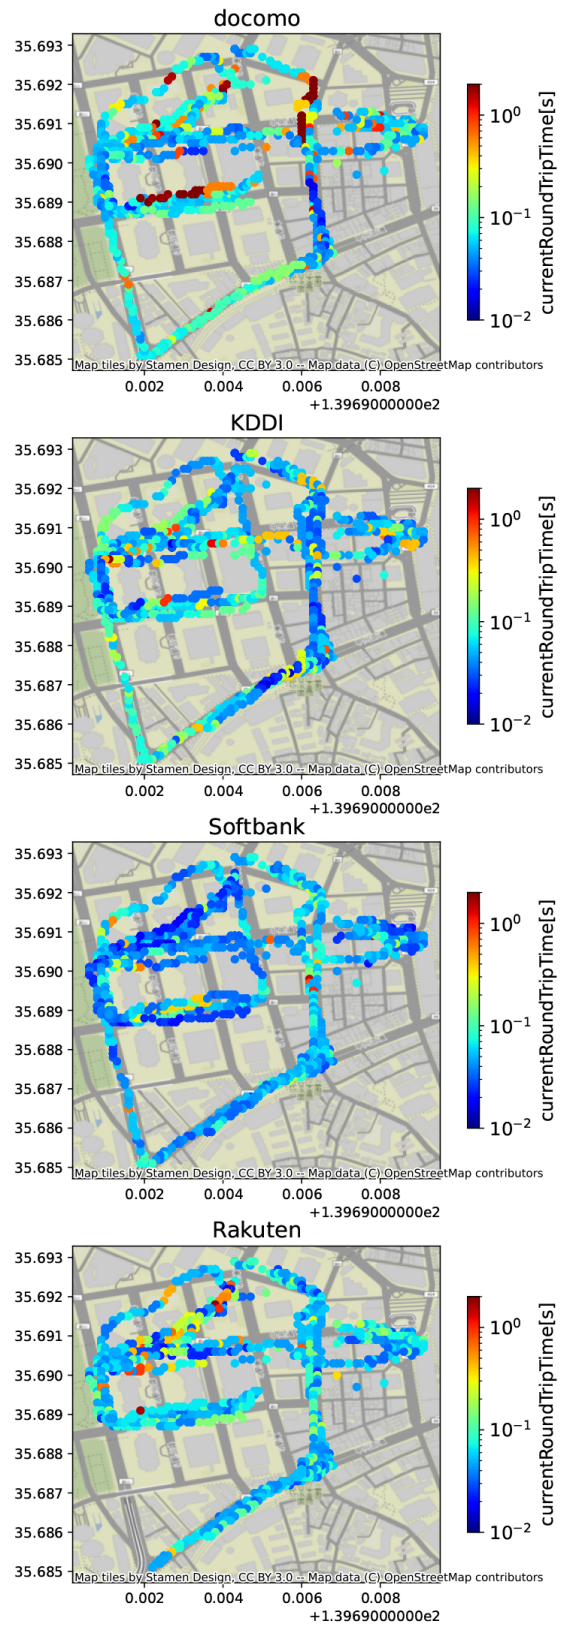 docomo
35.693
35.692
35.691
35.690
35.689
35.688
35.687
35.686
35.685
Map tiles by Stamen Design, CC BY 3.0 -- Map data (C) OpenStreetMap contributors
0.002 0.004 0.006 0.008
+1.3969000000e2
10⁰
10⁻¹
10⁻²
currentRoundTripTime[s]
KDDI
35.693
35.692
35.691
35.690
35.689
35.688
35.687
35.686
35.685
Map tiles by Stamen Design, CC BY 3.0 -- Map data (C) OpenStreetMap contributors
0.002 0.004 0.006 0.008
+1.3969000000e2
10⁰
10⁻¹
10⁻²
currentRoundTripTime[s]
Softbank
35.693
35.692
35.691
35.690
35.689
35.688
35.687
35.686
35.685
Map tiles by Stamen Design, CC BY 3.0 -- Map data (C) OpenStreetMap contributors
0.002 0.004 0.006 0.008
+1.3969000000e2
10⁰
10⁻¹
10⁻²
currentRoundTripTime[s]
Rakuten
35.693
35.692
35.691
35.690
35.689
35.688
35.687
35.686
35.685
Map tiles by Stamen Design, CC BY 3.0 -- Map data (C) OpenStreetMap contributors
0.002 0.004 0.006 0.008
+1.3969000000e2
10⁰
10⁻¹
10⁻²
currentRoundTripTime[s]